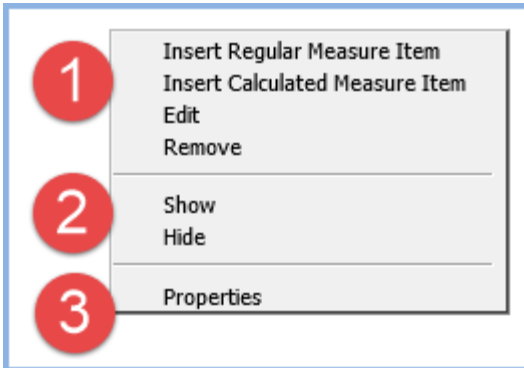 1
Insert Regular Measure Item
Insert Calculated Measure Item
Edit
Remove
2
Show
Hide
3
Properties